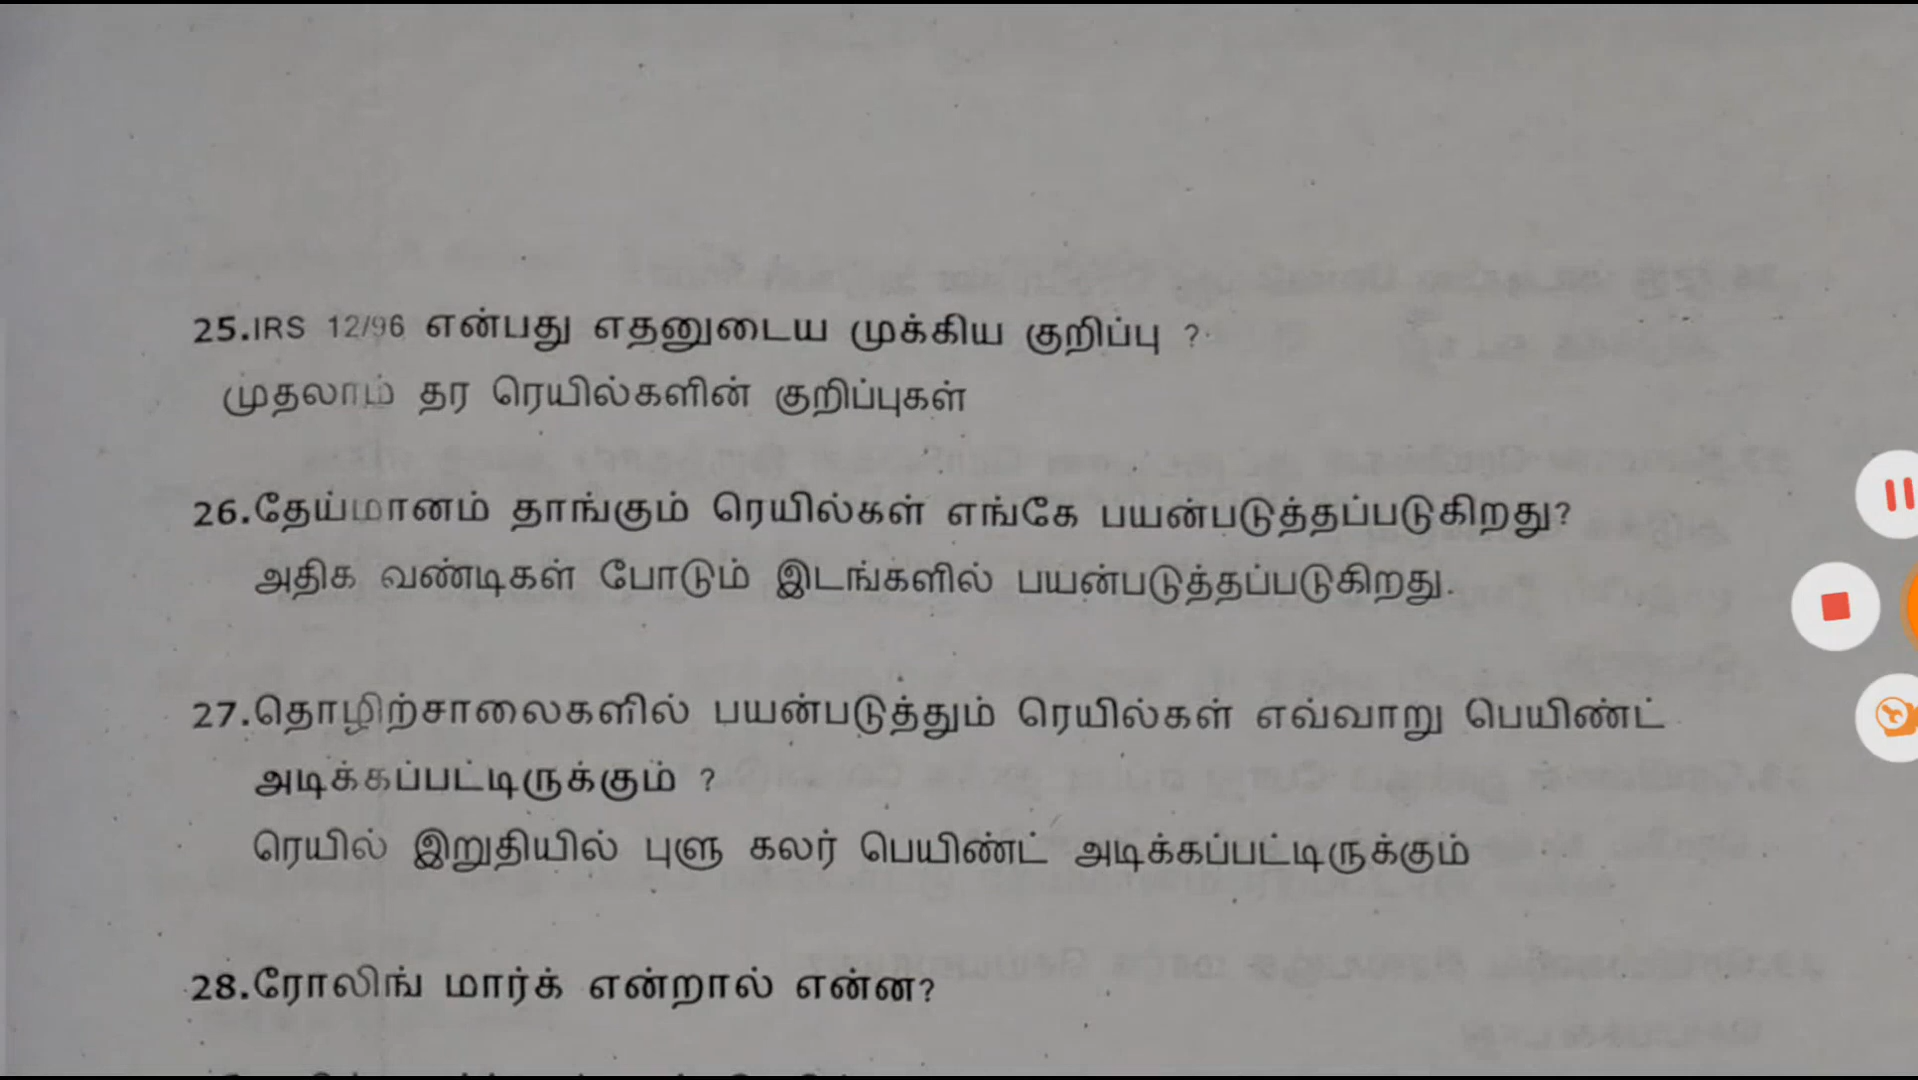 25.IRS 12/96 என்பது எதனுடைய முக்கிய குறிப்பு ?
முதலாம் தர ரெயில்களின் குறிப்புகள்
26.தேய்மானம் தாங்கும் ரெயில்கள் எங்கே பயன்படுத்தப்படுகிறது?
அதிக வண்டிகள் போடும் இடங்களில் பயன்படுத்தப்படுகிறது.
27.தொழிற்சாலைகளில் பயன்படுத்தும் ரெயில்கள் எவ்வாறு பெயிண்ட்
அடிக்கப்பட்டிருக்கும் ?
ரெயில் இறுதியில் புளு கலர் பெயிண்ட் அடிக்கப்பட்டிருக்கும்
28.ரோலிங் மார்க் என்றால் என்ன?